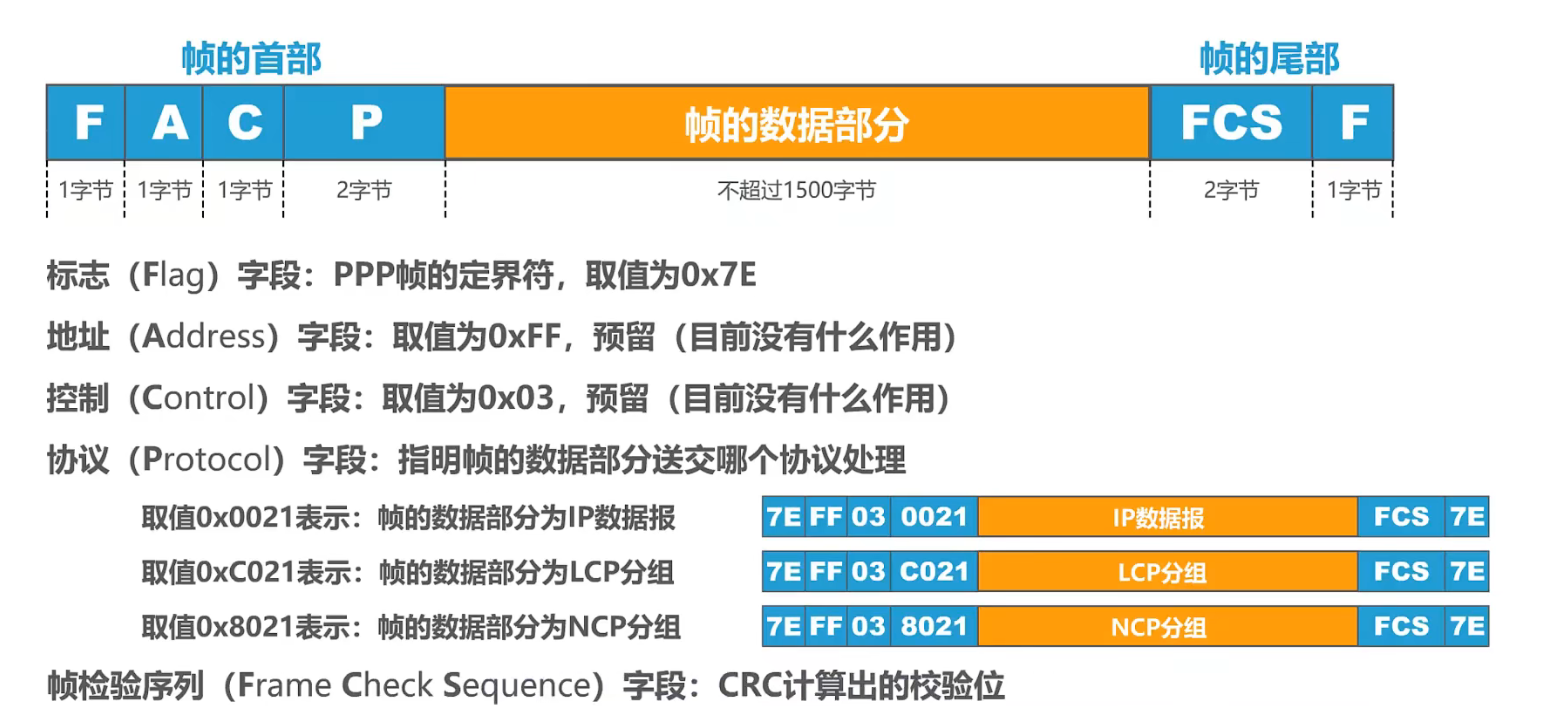 帧的首部 帧的尾部
F A C P 帧的数据部分 FCS F
1字节 1字节 1字节 2字节 不超过1500字节 2字节 1字节
标志（Flag）字段：PPP帧的定界符，取值为0x7E
地址（Address）字段：取值为0xFF，预留（目前没有什么作用）
控制（Control）字段：取值为0x03，预留（目前没有什么作用）
协议（Protocol）字段：指明帧的数据部分送交哪个协议处理
取值0x0021表示：帧的数据部分为IP数据报 7E FF 03 0021 IP数据报 FCS 7E
取值0xC021表示：帧的数据部分为LCP分组 7E FF 03 C021 LCP分组 FCS 7E
取值0x8021表示：帧的数据部分为NCP分组 7E FF 03 8021 NCP分组 FCS 7E
帧检验序列（Frame Check Sequence）字段：CRC计算出的校验位